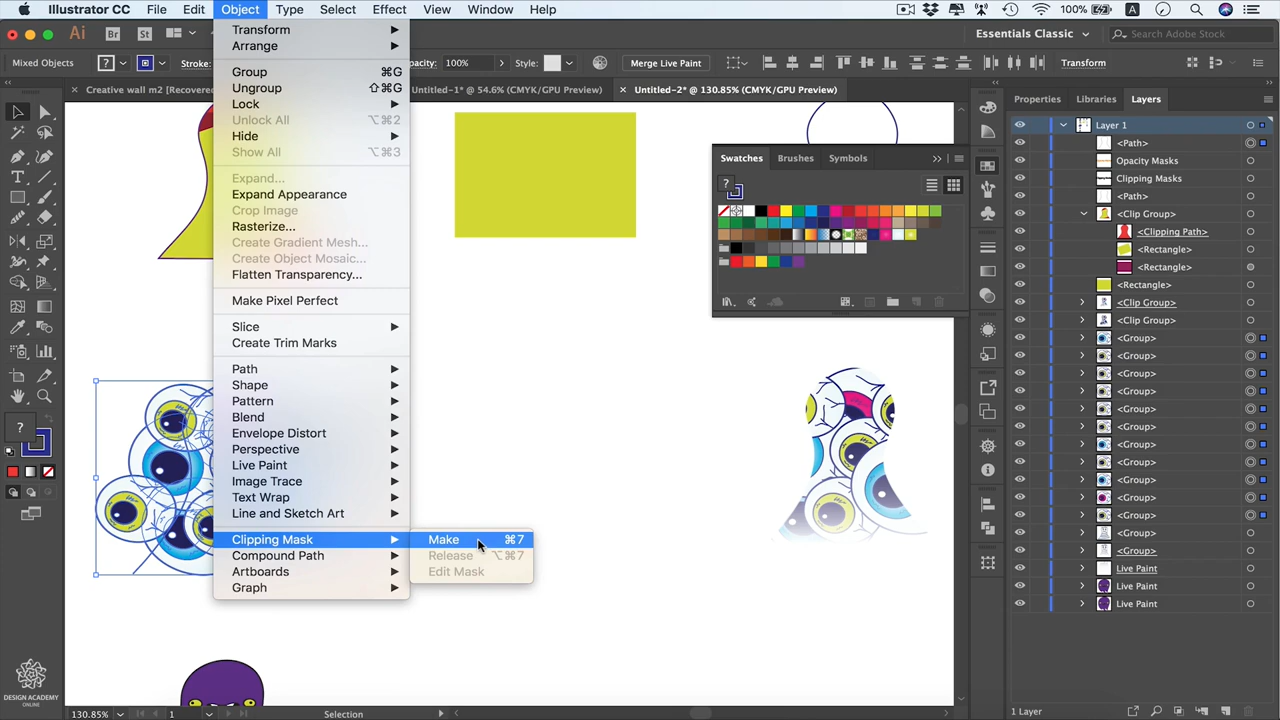 Illustrator CC File Edit Object Type Select Effect View Window Help 100% A
Ai Br St Essentials Classic Search Adobe Stock
Mixed Objects ? Stroke: Opacity: 100% Style: Merge Live Paint Transform
Creative wall m2 [Recovere
Untitled-1* @ 54.6% (CMYK/GPU Preview)
Untitled-2* @ 130.85% (CMYK/GPU Preview)
Transform
Arrange
Group ⌘G
Ungroup ⇧⌘G
Lock
Unlock All ⌥⌘2
Hide
Show All ⌥⌘3
Expand...
Expand Appearance
Crop Image
Rasterize...
Create Gradient Mesh...
Create Object Mosaic...
Flatten Transparency...
Make Pixel Perfect
Slice
Create Trim Marks
Path
Shape
Pattern
Blend
Envelope Distort
Perspective
Live Paint
Image Trace
Text Wrap
Line and Sketch Art
Clipping Mask
Compound Path
Artboards
Graph
Make ⌘7
Release ⌥⌘7
Edit Mask
Swatches Brushes Symbols
?
Properties Libraries Layers
Layer 1
<Path>
Opacity Masks
Clipping Masks
<Path>
<Clip Group>
<Clipping Path>
<Rectangle>
<Rectangle>
<Rectangle>
<Clip Group>
<Clip Group>
<Group>
<Group>
<Group>
<Group>
<Group>
<Group>
<Group>
<Group>
<Group>
<Group>
<Group>
<Group>
<Group>
Live Paint
Live Paint
Live Paint
1 Layer
?
DESIGN ACADEMY
ONLINE
130.85% 1 Selection